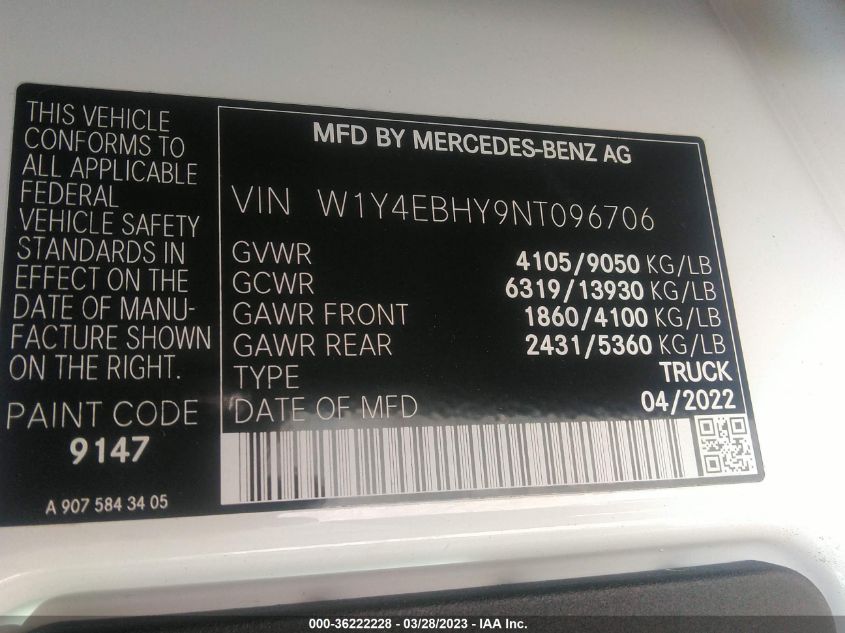 THIS VEHICLE
CONFORMS TO
ALL APPLICABLE
FEDERAL
VEHICLE SAFETY
STANDARDS IN
EFFECT ON THE
DATE OF MANU-
FACTURE SHOWN
ON THE RIGHT.
PAINT CODE
9147
A 907 584 34 05
MFD BY MERCEDES-BENZ AG
VIN W1Y4EBHY9NT096706
GVWR 4105/9050 KG/LB
GCWR 6319/13930 KG/LB
GAWR FRONT 1860/4100 KG/LB
GAWR REAR 2431/5360 KG/LB
TYPE TRUCK
DATE OF MFD 04/2022
000-36222228 - 03/28/2023 - IAA Inc.